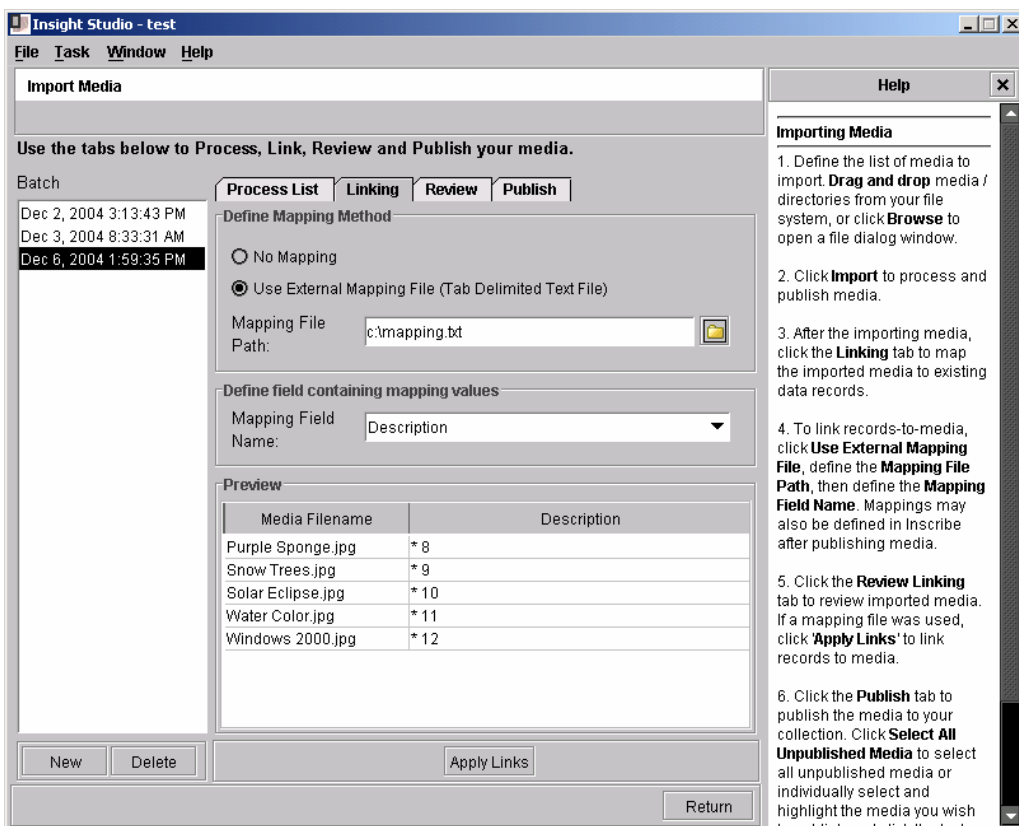 Insight Studio - test
File Task Window Help
Import Media
Use the tabs below to Process, Link, Review and Publish your media.
Batch
Dec 2, 2004 3:13:43 PM
Dec 3, 2004 8:33:31 AM
Dec 6, 2004 1:59:35 PM
New Delete
Process List Linking Review Publish
Define Mapping Method
No Mapping
Use External Mapping File (Tab Delimited Text File)
Mapping File
Path:
c:\mapping.txt
Define field containing mapping values
Mapping Field
Name:
Description
Preview
Media Filename Description
Purple Sponge.jpg * 8
Snow Trees.jpg * 9
Solar Eclipse.jpg * 10
Water Color.jpg * 11
Windows 2000.jpg * 12
Apply Links
Return
Help
Importing Media
1. Define the list of media to
import. Drag and drop media /
directories from your file
system, or click Browse to
open a file dialog window.
2. Click Import to process and
publish media.
3. After the importing media,
click the Linking tab to map
the imported media to existing
data records.
4. To link records-to-media,
click Use External Mapping
File, define the Mapping File
Path, then define the Mapping
Field Name. Mappings may
also be defined in Inscribe
after publishing media.
5. Click the Review Linking
tab to review imported media.
If a mapping file was used,
click 'Apply Links' to link
records to media.
6. Click the Publish tab to
publish the media to your
collection. Click Select All
Unpublished Media to select
all unpublished media or
individually select and
highlight the media you wish